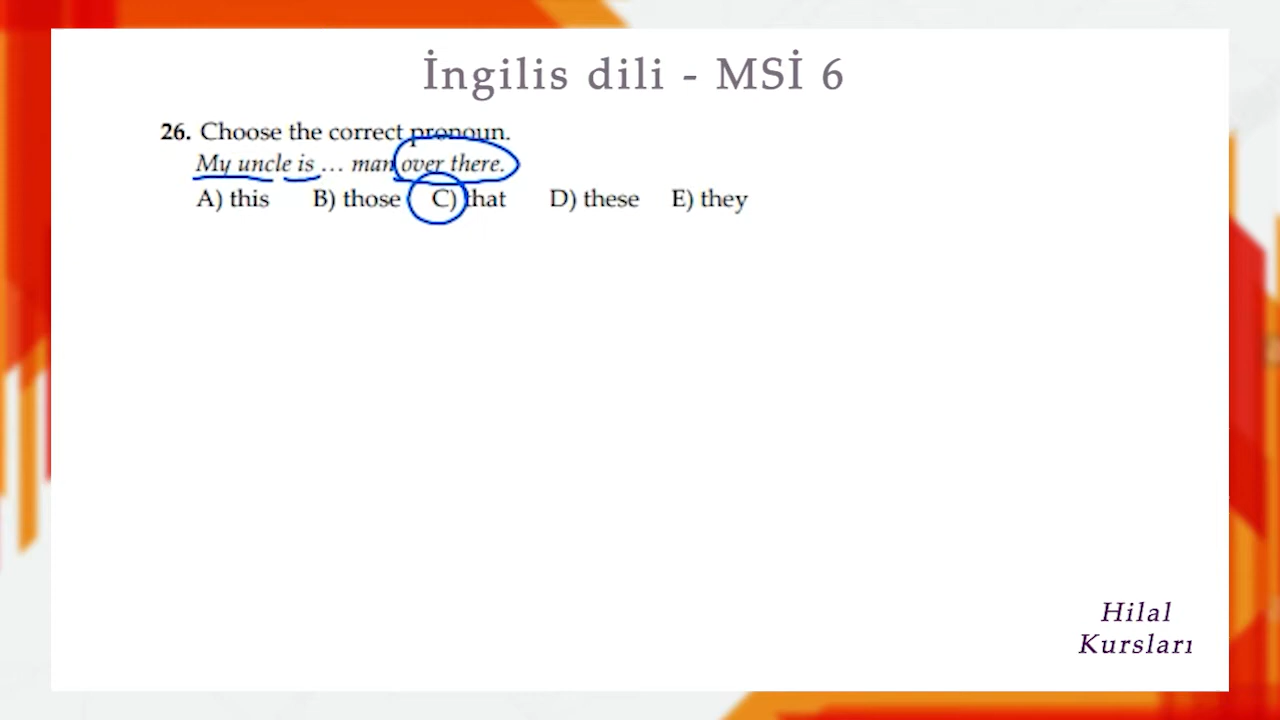 İngilis dili - MSİ 6
26. Choose the correct pronoun.
My uncle is ... man over there.
A) this B) those C) that D) these E) they
Hilal
Kursları